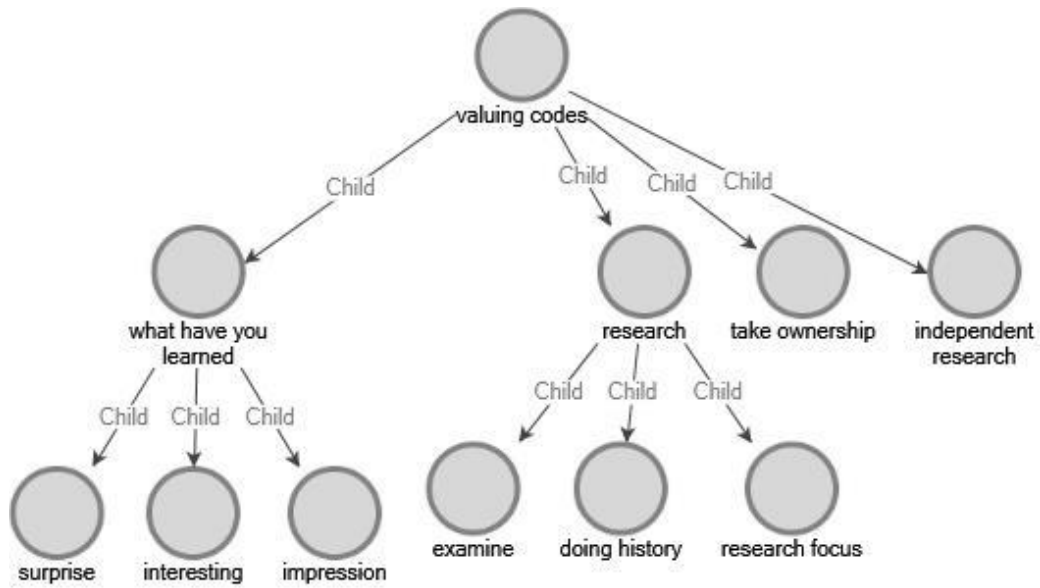 valuing codes
Child
Child
Child
Child
what have you
learned
research
take ownership
independent
research
Child
Child
Child
Child
Child
Child
surprise
interesting
impression
examine
doing history
research focus